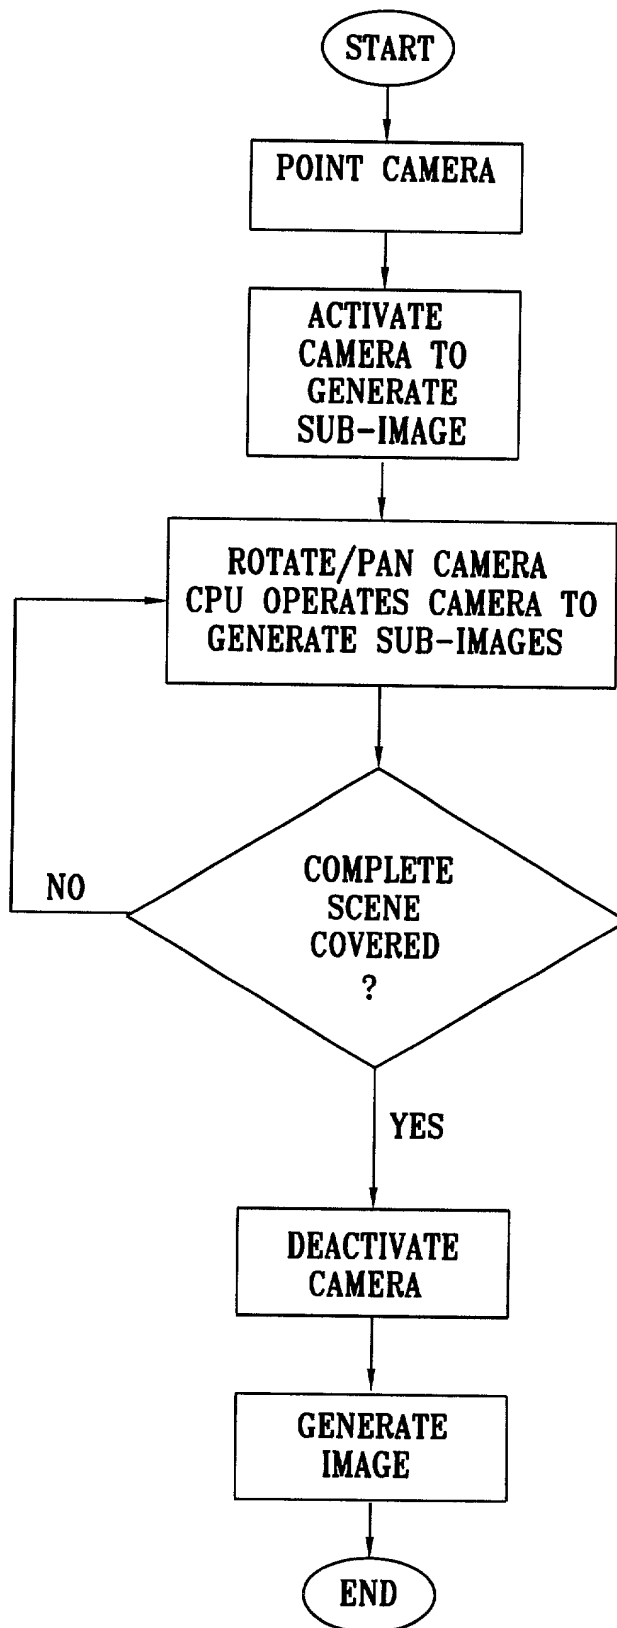 START
POINT CAMERA
ACTIVATE
CAMERA TO
GENERATE
SUB-IMAGE
ROTATE/PAN CAMERA
CPU OPERATES CAMERA TO
GENERATE SUB-IMAGES
COMPLETE
SCENE
COVERED
?
NO
YES
DEACTIVATE
CAMERA
GENERATE
IMAGE
END